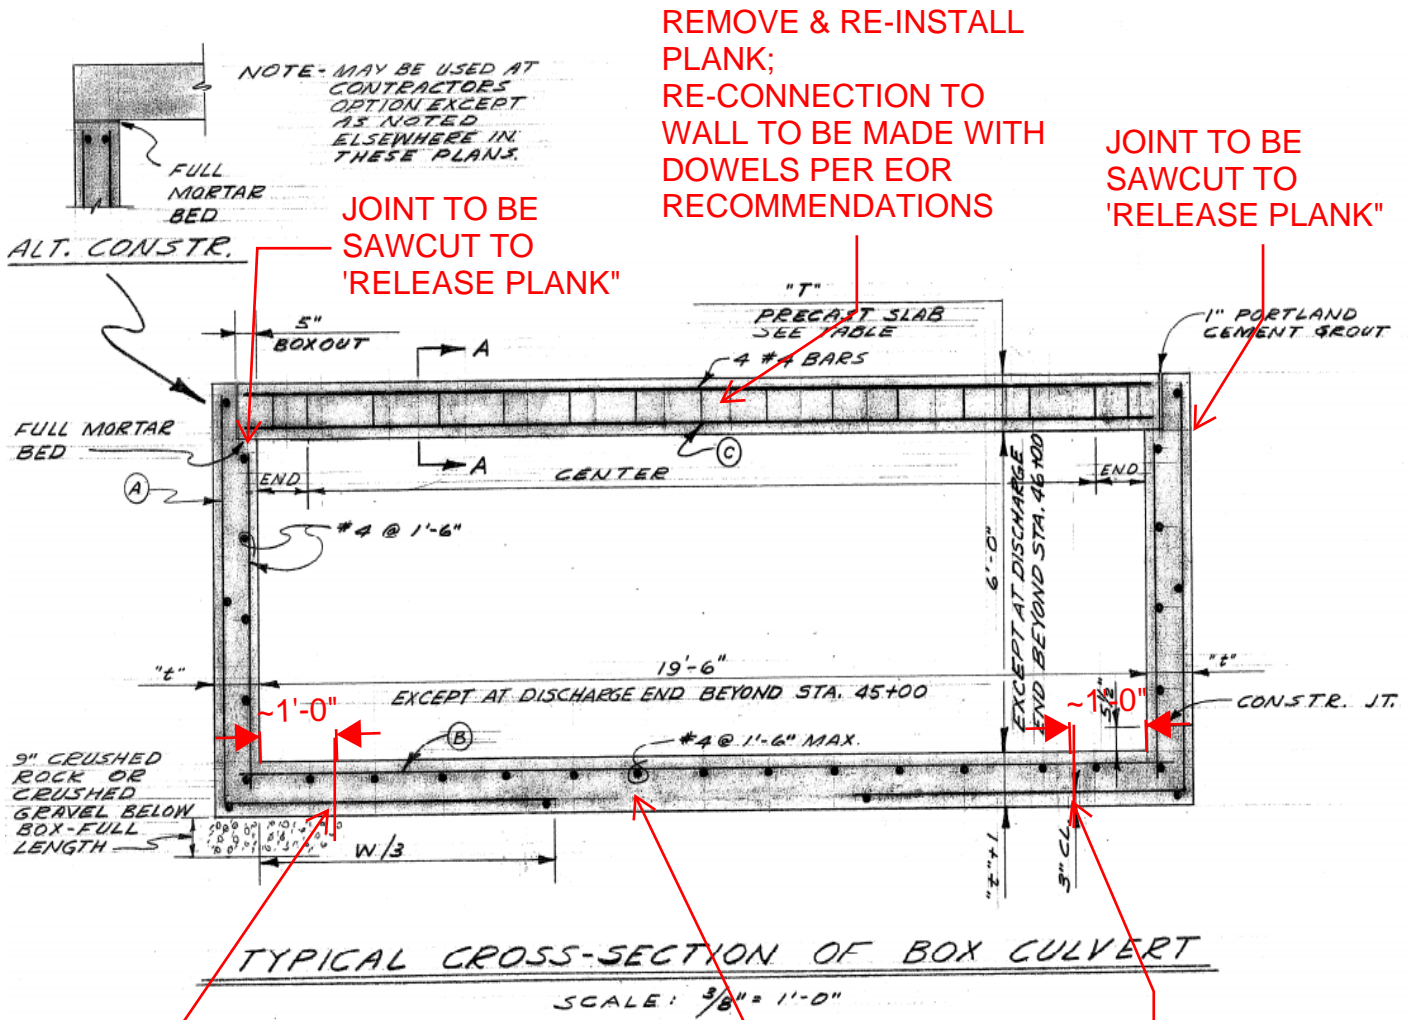 REMOVE & RE-INSTALL
PLANK;
RE-CONNECTION TO
WALL TO BE MADE WITH
DOWELS PER EOR
RECOMMENDATIONS
NOTE- MAY BE USED AT
CONTRACTORS
OPTION EXCEPT
AS NOTED
ELSEWHERE IN
THESE PLANS.
FULL
MORTAR
BED
ALT. CONSTR.
JOINT TO BE
SAWCUT TO
'RELEASE PLANK"
JOINT TO BE
SAWCUT TO
'RELEASE PLANK"
"T"
PRECAST SLAB
SEE TABLE
4 #4 BARS
1" PORTLAND
CEMENT GROUT
5"
BOXOUT
A
FULL MORTAR
BED
A
A
C
END
CENTER
END
#4 @ 1'-6"
6'-0"
EXCEPT AT DISCHARGE
END BEYOND STA. 46+00
"t"
19'-6"
"t"
EXCEPT AT DISCHARGE END BEYOND STA. 45+00
~1'-0"
~1'-0"
5½"
CONSTR. JT.
B
#4 @ 1'-6" MAX.
9" CRUSHED
ROCK OR
CRUSHED
GRAVEL BELOW
BOX-FULL
LENGTH
W/3
"t"+1
3" CL.
TYPICAL CROSS-SECTION OF BOX CULVERT
SCALE: 3/8" = 1'-0"